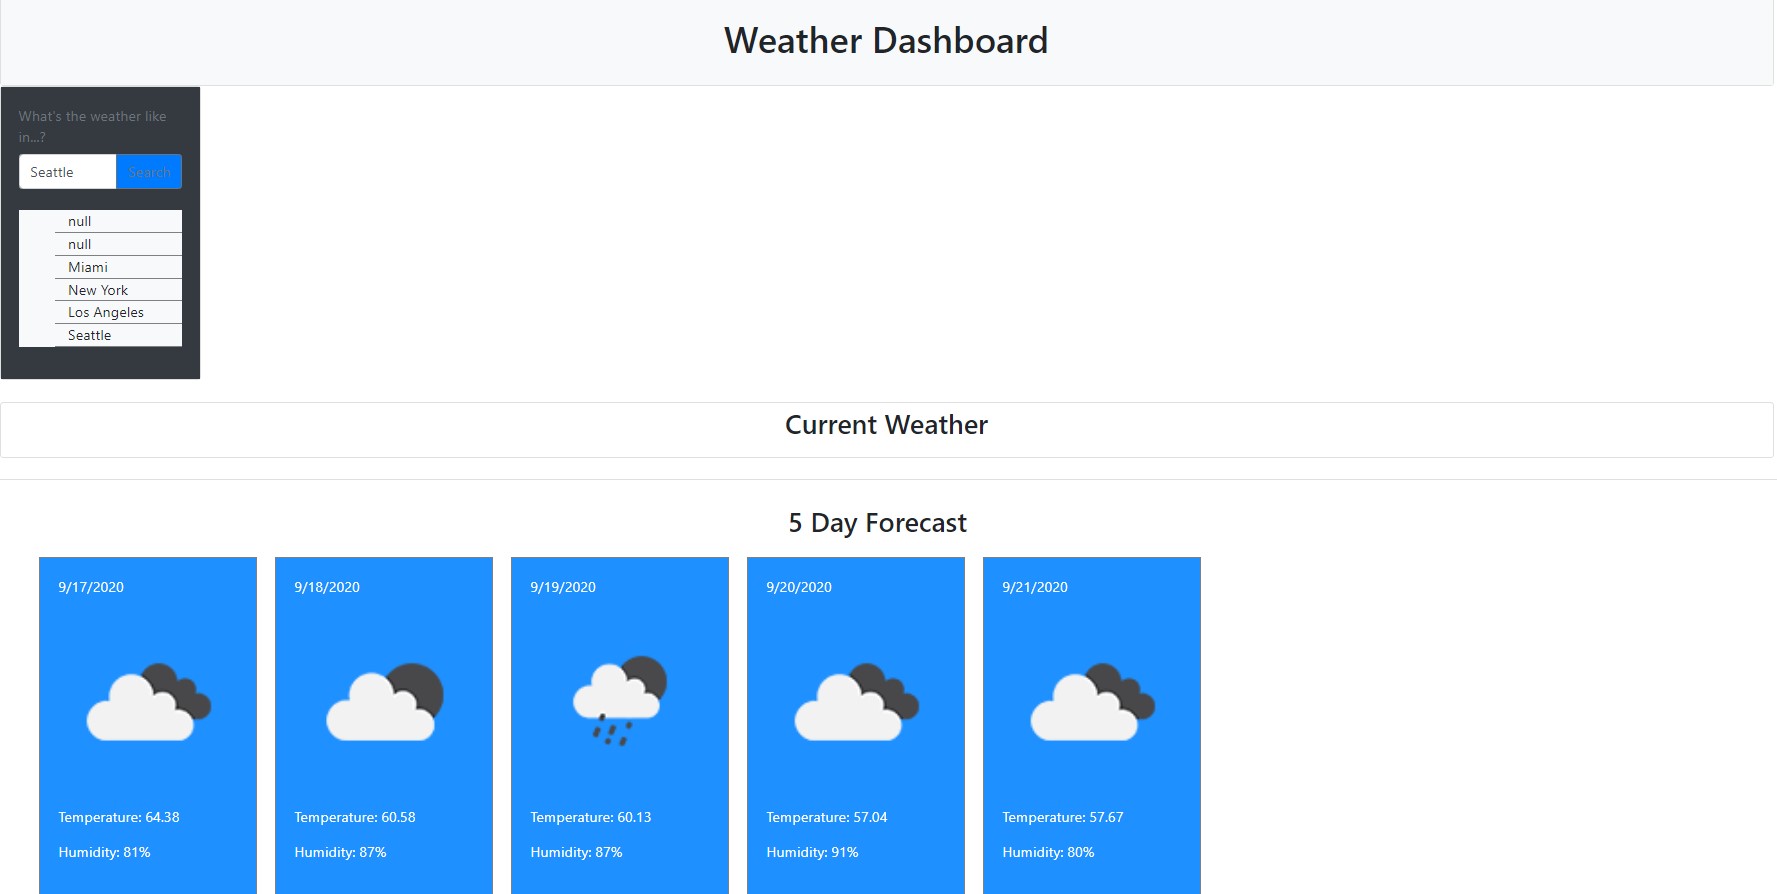 Weather Dashboard
What's the weather like
in...?
Seattle
Search
null
null
Miami
New York
Los Angeles
Seattle
Current Weather
5 Day Forecast
9/17/2020
Temperature: 64.38
Humidity: 81%
9/18/2020
Temperature: 60.58
Humidity: 87%
9/19/2020
Temperature: 60.13
Humidity: 87%
9/20/2020
Temperature: 57.04
Humidity: 91%
9/21/2020
Temperature: 57.67
Humidity: 80%